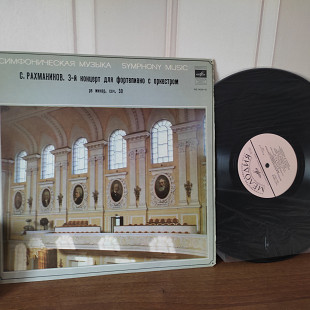 СИМФОНИЧЕСКАЯ МУЗЫКА SYMPHONY MUSIC
С. РАХМАНИНОВ. 3-й концерт для фортепиано с оркестром
ре минор, соч. 30
МЕЛОДИЯ